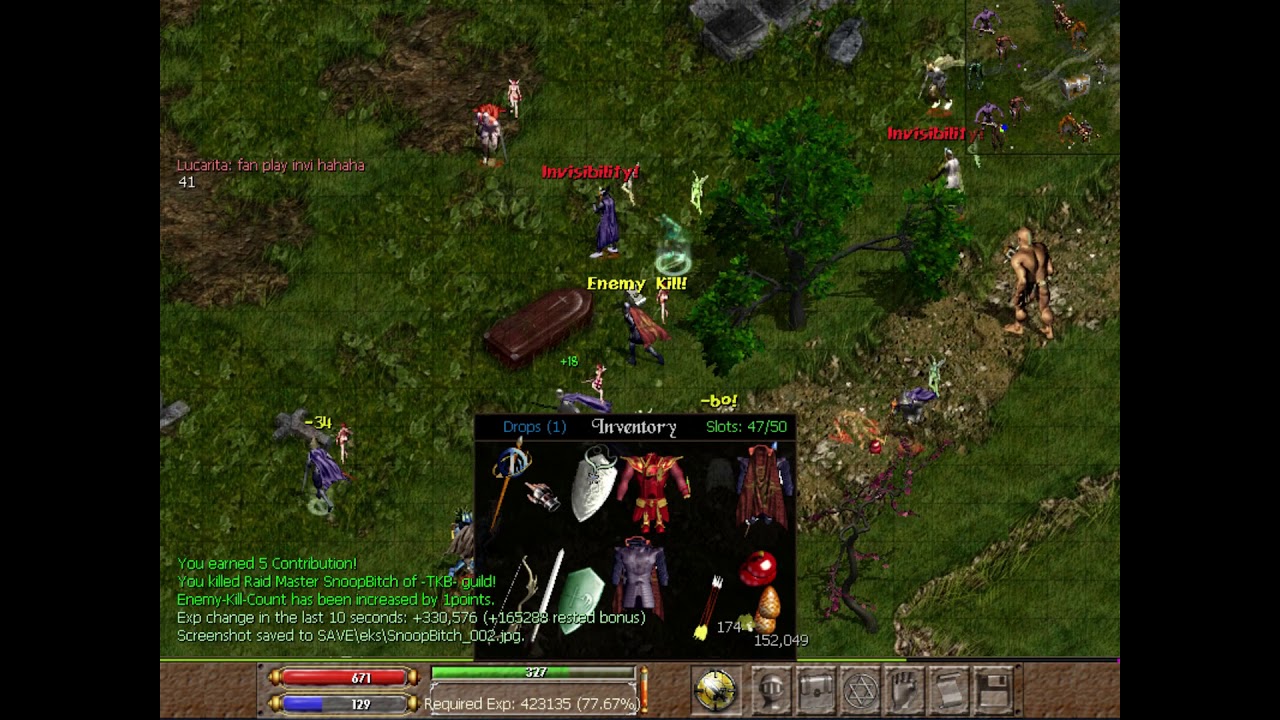 Invisibility!
Lucarita: fan play invi hahaha
41
Invisibility!
Enemy Kill!
+18
-bo!
-34
Drops (1) Inventory Slots: 47/50
You earned 5 Contribution!
You killed Raid Master SnoopBitch of -TKB- guild!
Enemy-Kill-Count has been increased by 1points.
Exp change in the last 10 seconds: +330,576 (+165288 rested bonus)
174
Screenshot saved to SAVE\eks\SnoopBitch_002.jpg.
152,049
671
327
129
Required Exp: 423135 (77.67%)